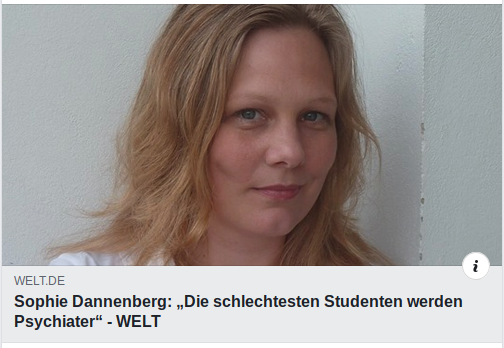 WELT.DE
i
Sophie Dannenberg: „Die schlechtesten Studenten werden
Psychiater“ - WELT